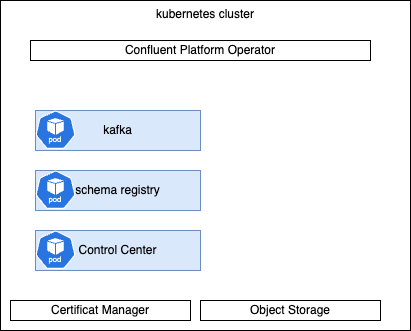 kubernetes cluster
Confluent Platform Operator
kafka
pod
schema registry
pod
Control Center
pod
Certificat Manager
Object Storage